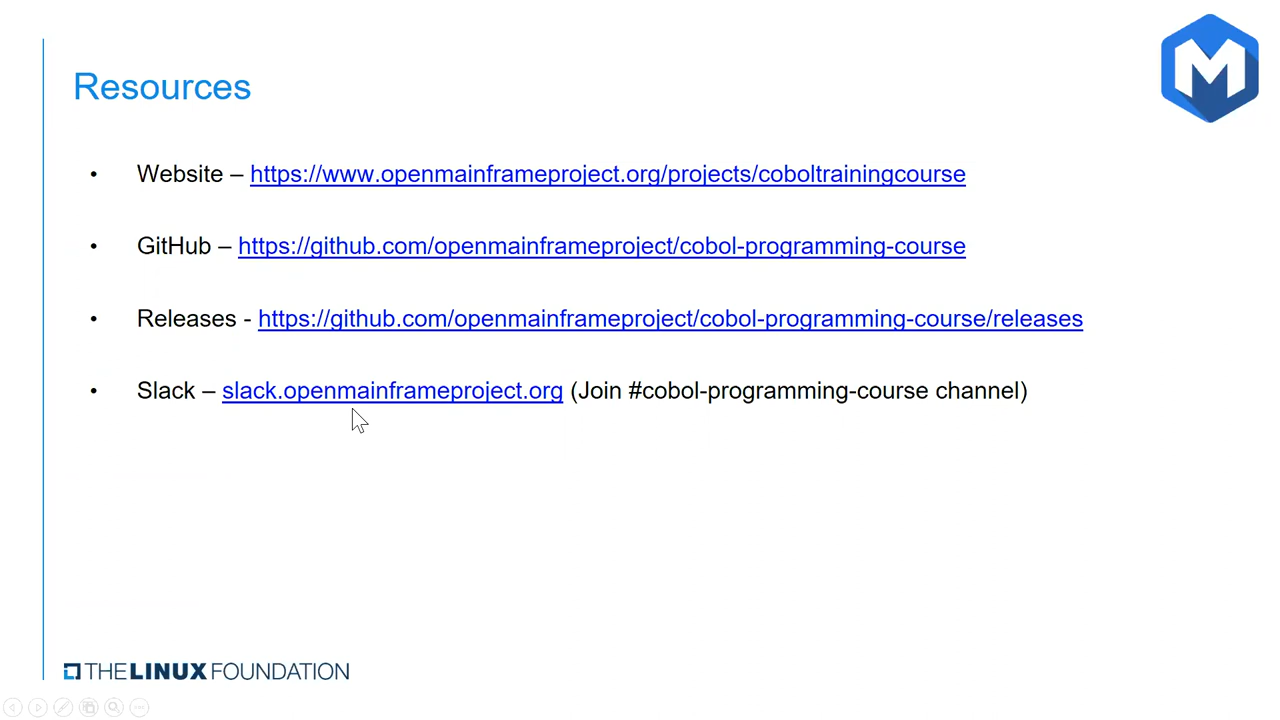 Resources
• Website – https://www.openmainframeproject.org/projects/coboltrainingcourse
• GitHub – https://github.com/openmainframeproject/cobol-programming-course
• Releases - https://github.com/openmainframeproject/cobol-programming-course/releases
• Slack – slack.openmainframeproject.org (Join #cobol-programming-course channel)
THE LINUX FOUNDATION